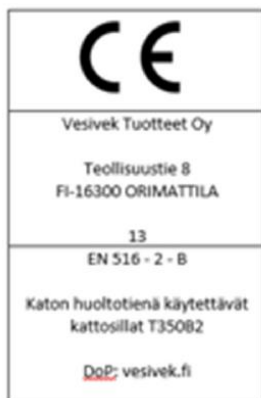 CE
Vesivek Tuotteet Oy
Teollisuustie 8
FI-16300 ORIMATTILA
13
EN 516 - 2 - B
Katon huoltotienä käytettävät
kattosillat T350B2
DoP: vesivek.fi